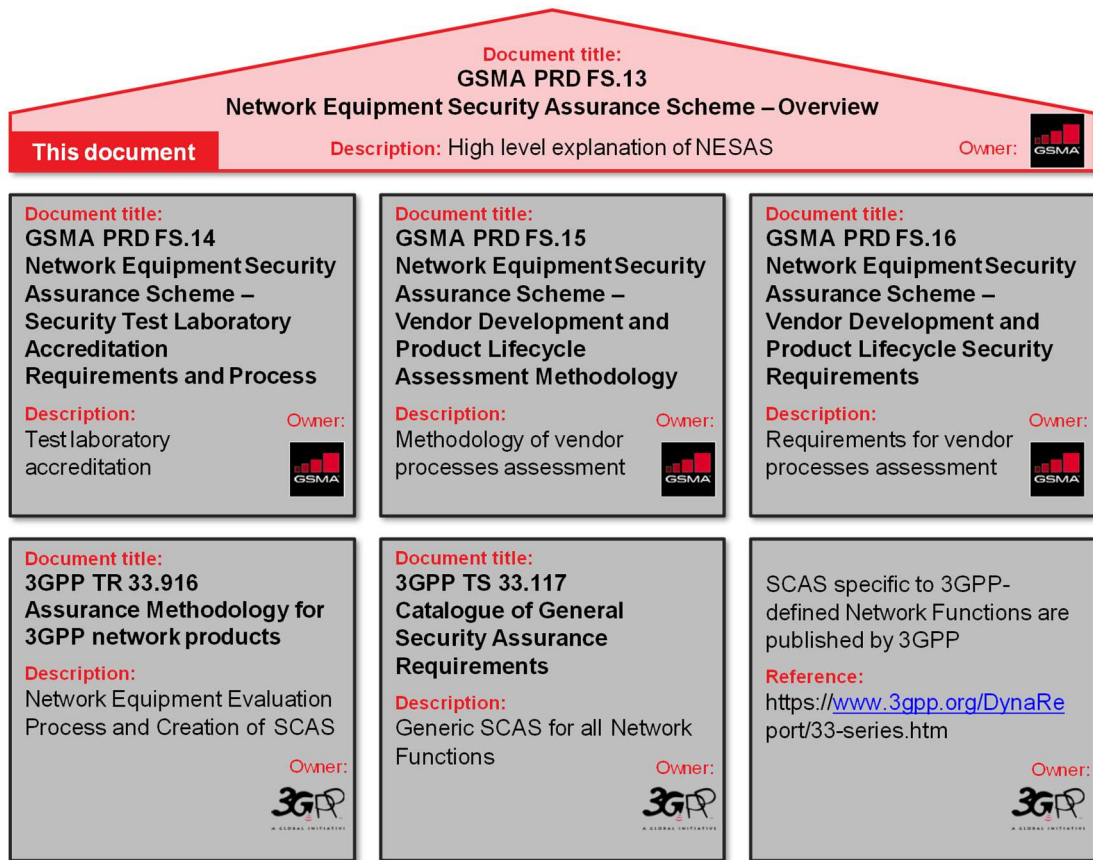 Document title:
GSMA PRD FS.13
Network Equipment Security Assurance Scheme – Overview
This document
Description: High level explanation of NESAS
Owner:
GSMA
Document title:
GSMA PRD FS.14
Network Equipment Security
Assurance Scheme –
Security Test Laboratory
Accreditation
Requirements and Process
Description:
Test laboratory
accreditation
Owner:
GSMA
Document title:
GSMA PRD FS.15
Network Equipment Security
Assurance Scheme –
Vendor Development and
Product Lifecycle
Assessment Methodology
Description:
Methodology of vendor
processes assessment
Owner:
GSMA
Document title:
GSMA PRD FS.16
Network Equipment Security
Assurance Scheme –
Vendor Development and
Product Lifecycle Security
Requirements
Description:
Requirements for vendor
processes assessment
Owner:
GSMA
Document title:
3GPP TR 33.916
Assurance Methodology for
3GPP network products
Description:
Network Equipment Evaluation
Process and Creation of SCAS
Owner:
3GPP
A GLOBAL INITIATIVE
Document title:
3GPP TS 33.117
Catalogue of General
Security Assurance
Requirements
Description:
Generic SCAS for all Network
Functions
Owner:
3GPP
A GLOBAL INITIATIVE
SCAS specific to 3GPP-
defined Network Functions are
published by 3GPP
Reference:
https://www.3gpp.org/DynaRe
port/33-series.htm
Owner:
3GPP
A GLOBAL INITIATIVE